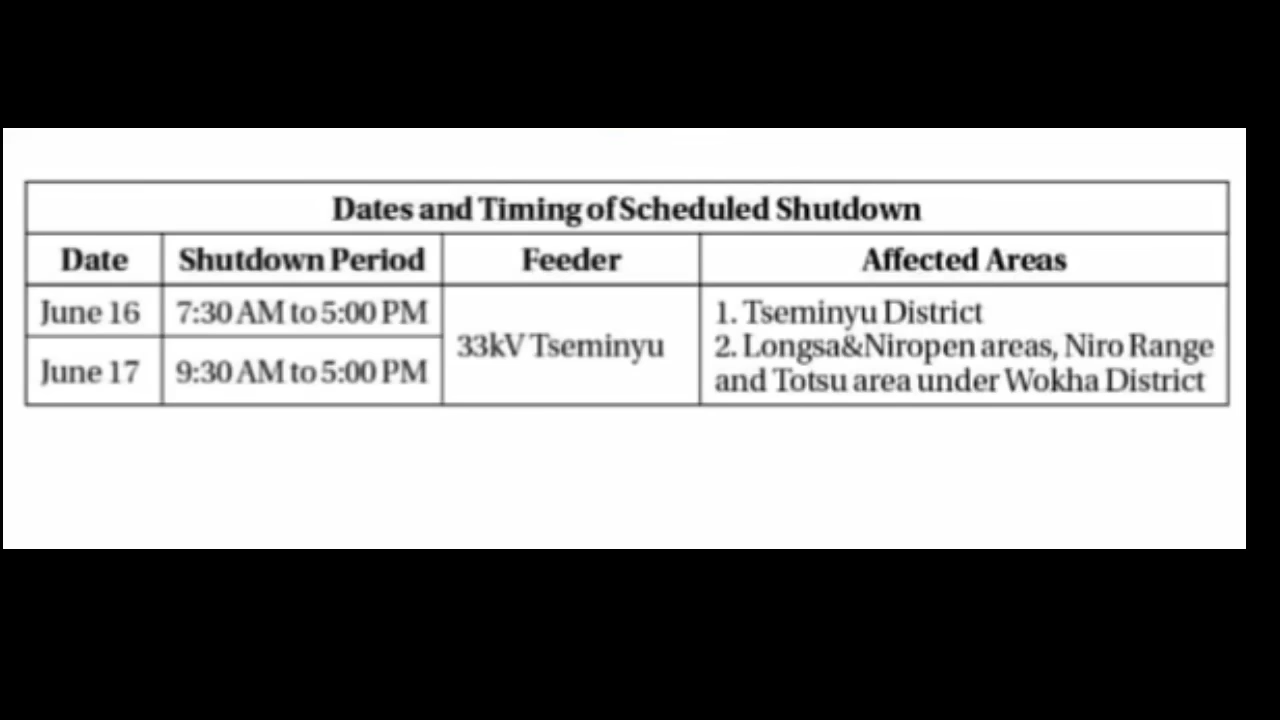 Dates and Timing of Scheduled Shutdown
Date Shutdown Period Feeder Affected Areas
June 16 7:30 AM to 5:00 PM
33kV Tseminyu
June 17 9:30 AM to 5:00 PM
1. Tseminyu District
2. Longsa&Niropen areas, Niro Range
and Totsu area under Wokha District